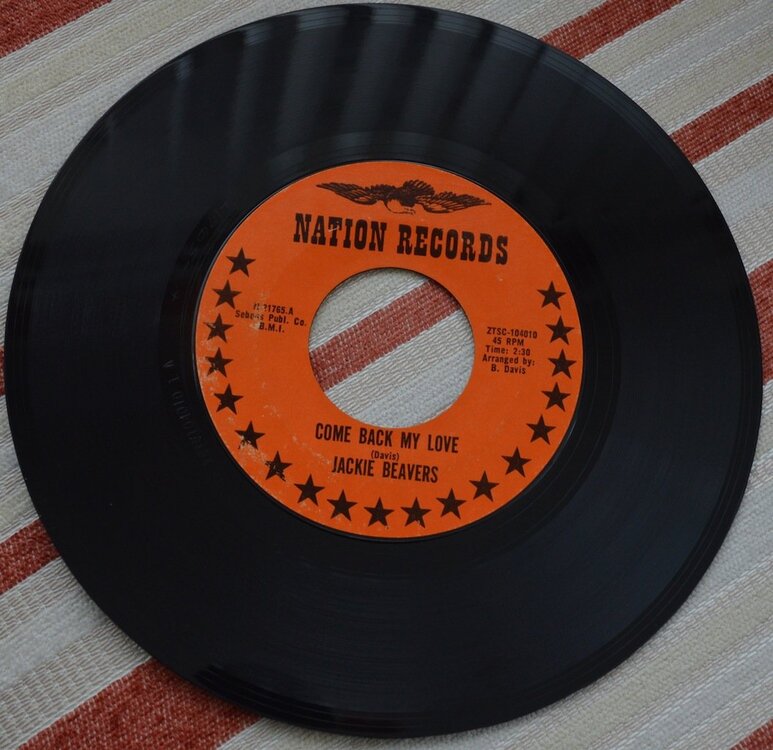 NATION RECORDS
21765.A
Publ. Co.
B.M.I.
ZTSC-104010
45 RPM
Time: 2:30
Arranged by:
B. Davis
COME BACK MY LOVE
(Davis)
JACKIE BEAVERS